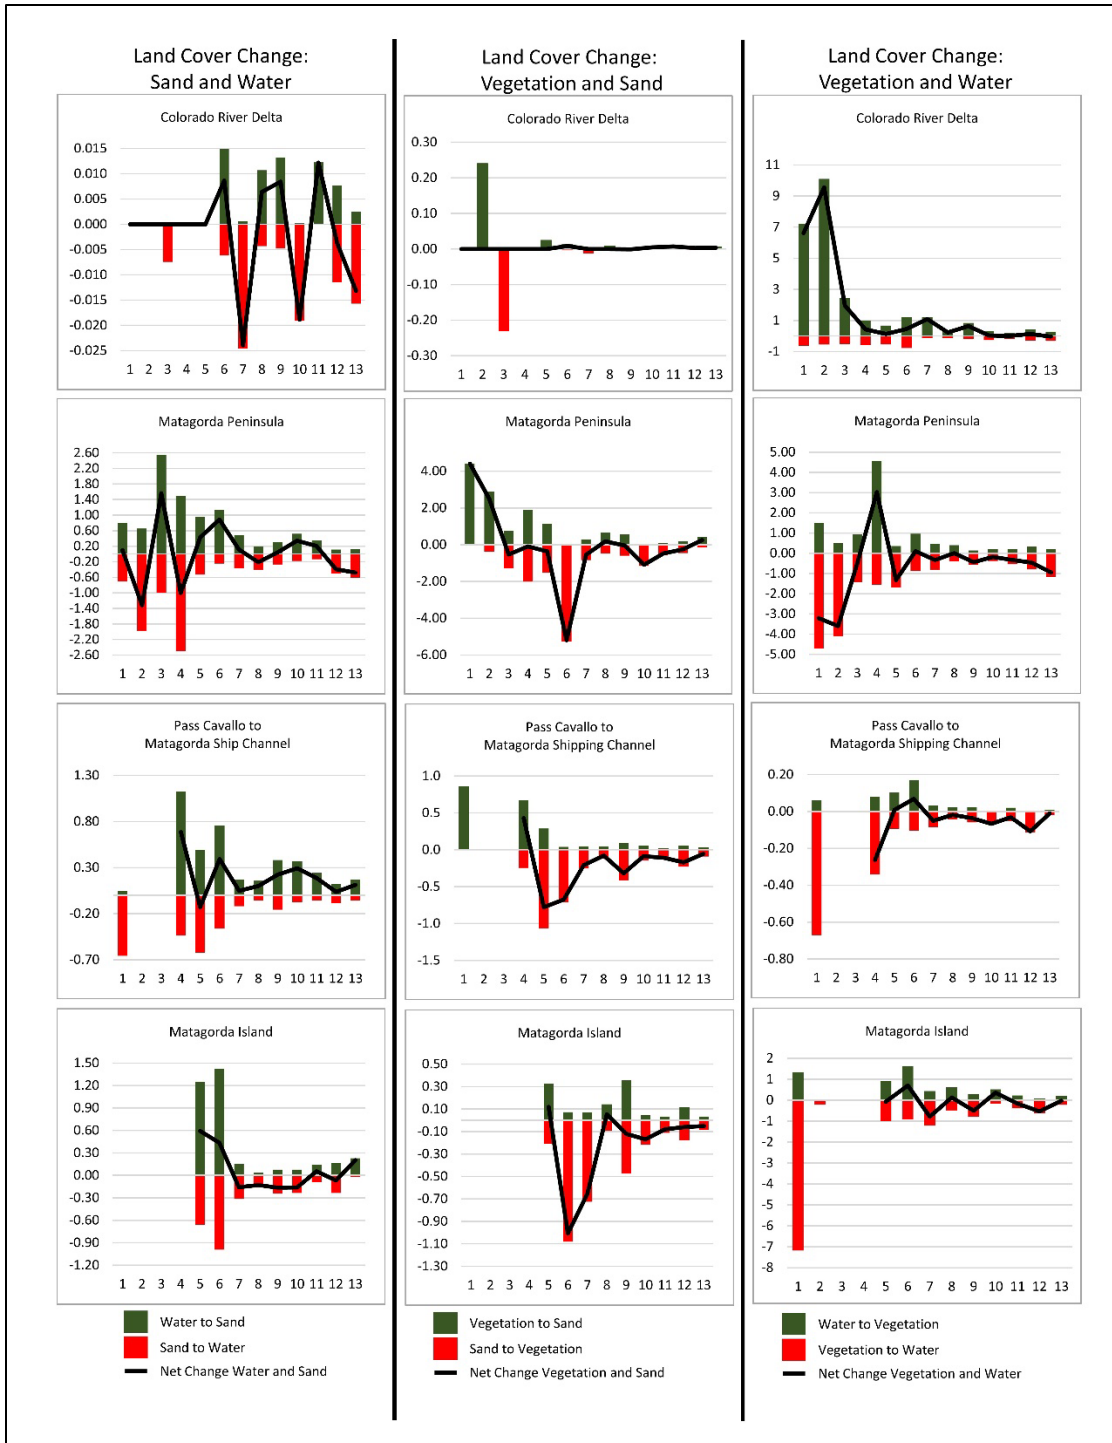 Land Cover Change:
Sand and Water
Colorado River Delta
0.015
0.010
0.005
0.000
-0.005
-0.010
-0.015
-0.020
-0.025
1 2 3 4 5 6 7 8 9 10 11 12 13
Matagorda Peninsula
2.60
2.20
1.80
1.40
1.00
0.60
0.20
-0.20
-0.60
-1.00
-1.40
-1.80
-2.20
-2.60
1 2 3 4 5 6 7 8 9 10 11 12 13
Pass Cavallo to
Matagorda Ship Channel
1.30
0.80
0.30
-0.20
-0.70
1 2 3 4 5 6 7 8 9 10 11 12 13
Matagorda Island
1.50
1.20
0.90
0.60
0.30
0.00
-0.30
-0.60
-0.90
-1.20
1 2 3 4 5 6 7 8 9 10 11 12 13
Water to Sand
Sand to Water
Net Change Water and Sand
Land Cover Change:
Vegetation and Sand
Colorado River Delta
0.30
0.20
0.10
0.00
-0.10
-0.20
-0.30
1 2 3 4 5 6 7 8 9 10 11 12 13
Matagorda Peninsula
4.00
2.00
0.00
-2.00
-4.00
-6.00
1 2 3 4 5 6 7 8 9 10 11 12 13
Pass Cavallo to
Matagorda Shipping Channel
1.0
0.5
0.0
-0.5
-1.0
-1.5
1 2 3 4 5 6 7 8 9 10 11 12 13
Matagorda Island
0.50
0.30
0.10
-0.10
-0.30
-0.50
-0.70
-0.90
-1.10
-1.30
1 2 3 4 5 6 7 8 9 10 11 12 13
Vegetation to Sand
Sand to Vegetation
Net Change Vegetation and Sand
Land Cover Change:
Vegetation and Water
Colorado River Delta
11
9
7
5
3
1
-1
1 2 3 4 5 6 7 8 9 10 11 12 13
Matagorda Peninsula
5.00
4.00
3.00
2.00
1.00
0.00
-1.00
-2.00
-3.00
-4.00
-5.00
1 2 3 4 5 6 7 8 9 10 11 12 13
Pass Cavallo to
Matagorda Shipping Channel
0.20
0.00
-0.20
-0.40
-0.60
-0.80
1 2 3 4 5 6 7 8 9 10 11 12 13
Matagorda Island
2
1
0
-1
-2
-3
-4
-5
-6
-7
-8
1 2 3 4 5 6 7 8 9 10 11 12 13
Water to Vegetation
Vegetation to Water
Net Change Vegetation and Water